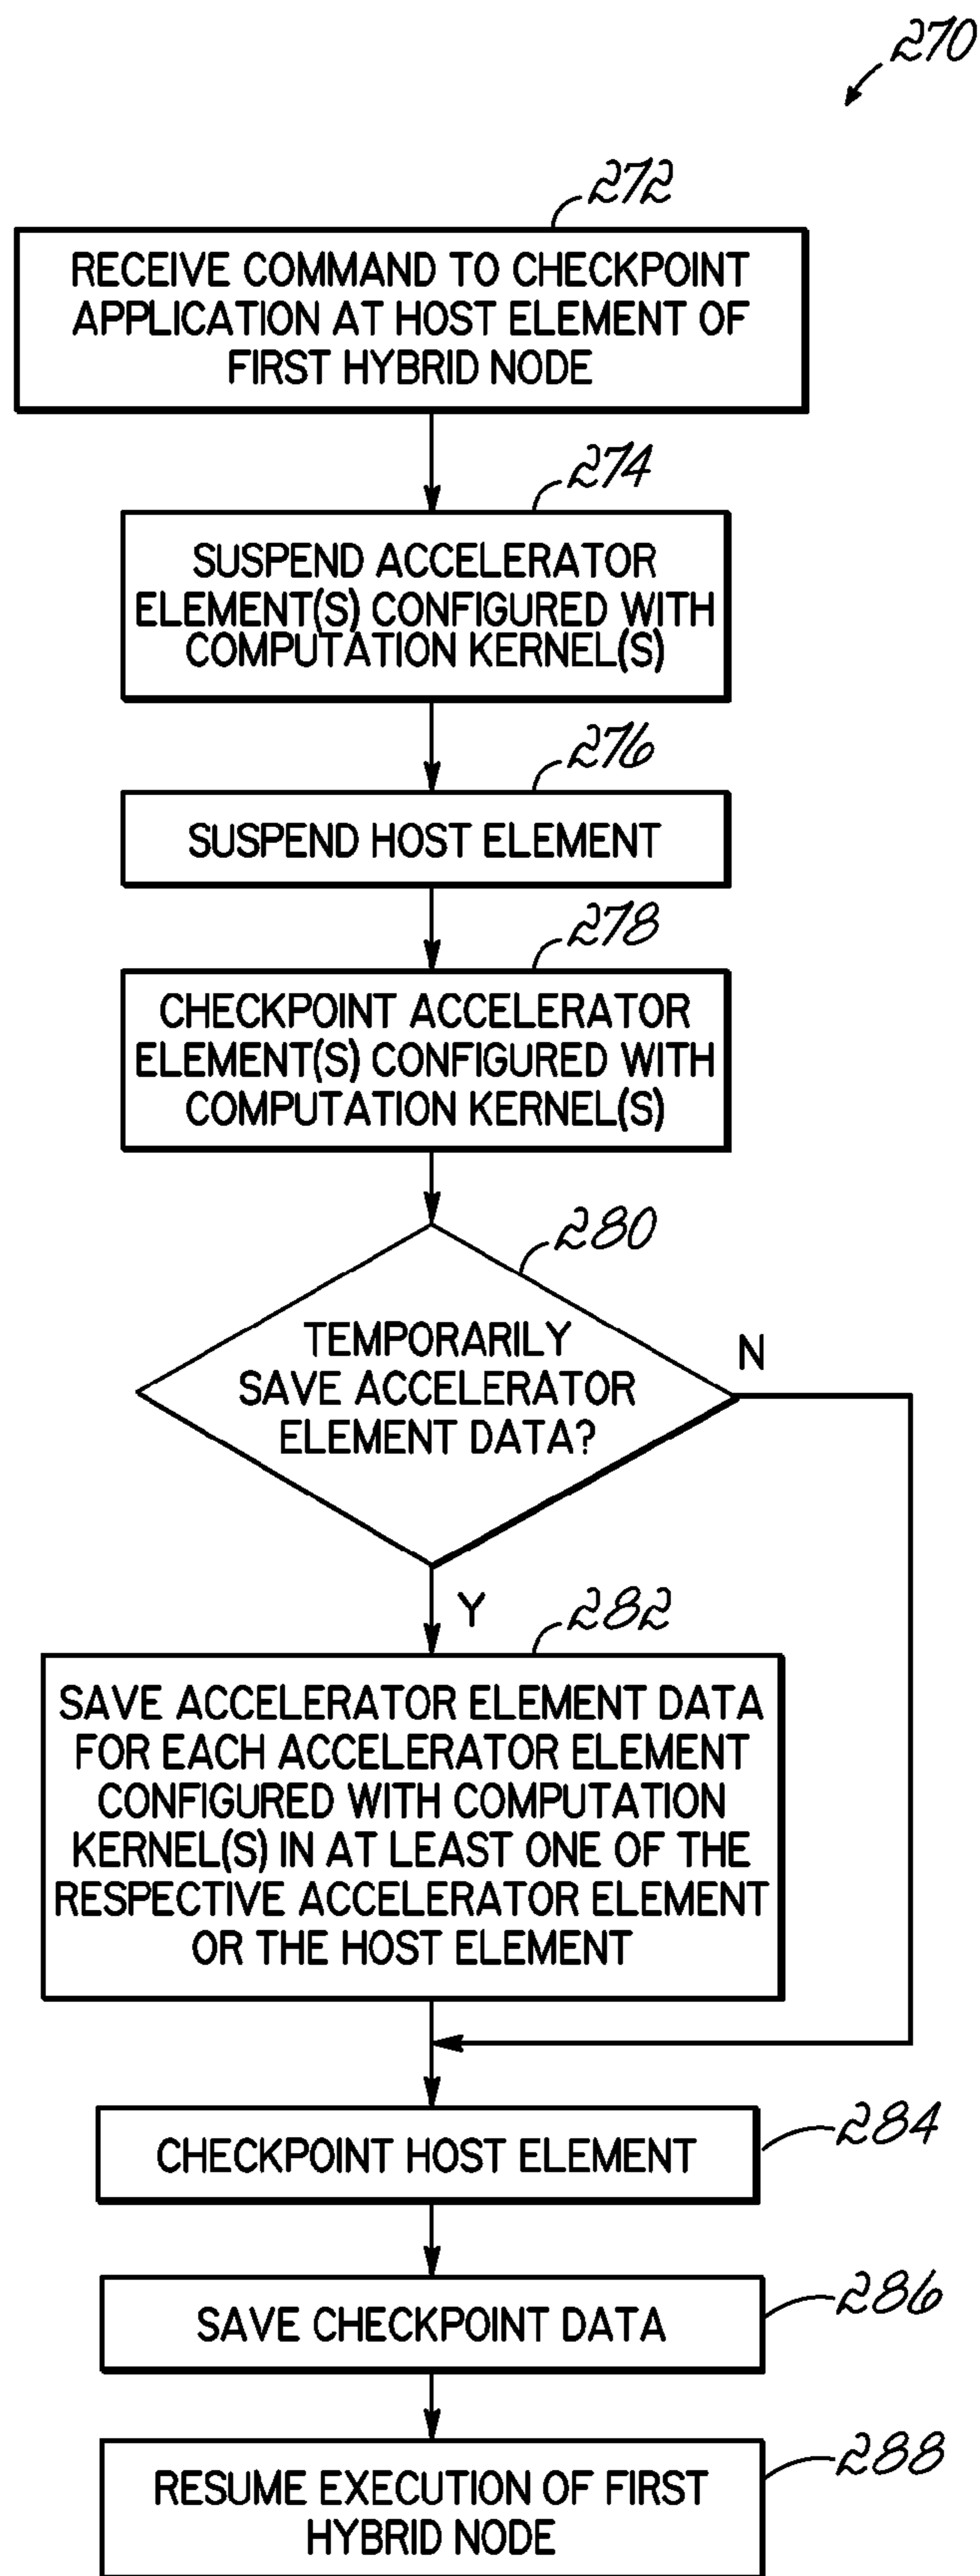 270
272
RECEIVE COMMAND TO CHECKPOINT
APPLICATION AT HOST ELEMENT OF
FIRST HYBRID NODE
274
SUSPEND ACCELERATOR
ELEMENT(S) CONFIGURED WITH
COMPUTATION KERNEL(S)
276
SUSPEND HOST ELEMENT
278
CHECKPOINT ACCELERATOR
ELEMENT(S) CONFIGURED WITH
COMPUTATION KERNEL(S)
280
TEMPORARILY
SAVE ACCELERATOR
ELEMENT DATA?
N
Y
282
SAVE ACCELERATOR ELEMENT DATA
FOR EACH ACCELERATOR ELEMENT
CONFIGURED WITH COMPUTATION
KERNEL(S) IN AT LEAST ONE OF THE
RESPECTIVE ACCELERATOR ELEMENT
OR THE HOST ELEMENT
284
CHECKPOINT HOST ELEMENT
286
SAVE CHECKPOINT DATA
288
RESUME EXECUTION OF FIRST
HYBRID NODE